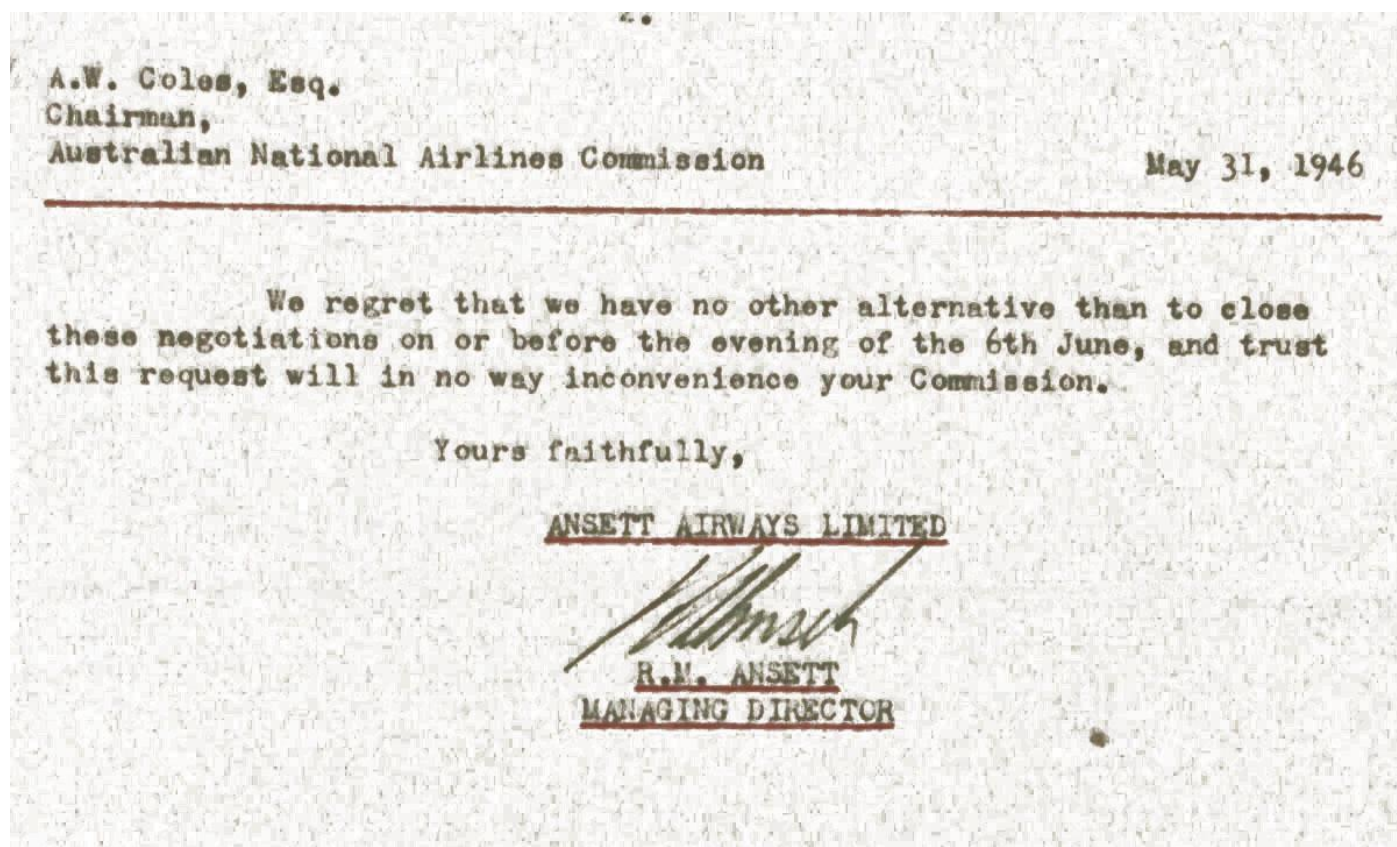 2.
A.W. Coles, Esq.
Chairman,
Australian National Airlines Commission May 31, 1946
We regret that we have no other alternative than to close
these negotiations on or before the evening of the 6th June, and trust
this request will in no way inconvenience your Commission.
Yours faithfully,
ANSETT AIRWAYS LIMITED
R.M. ANSETT
MANAGING DIRECTOR